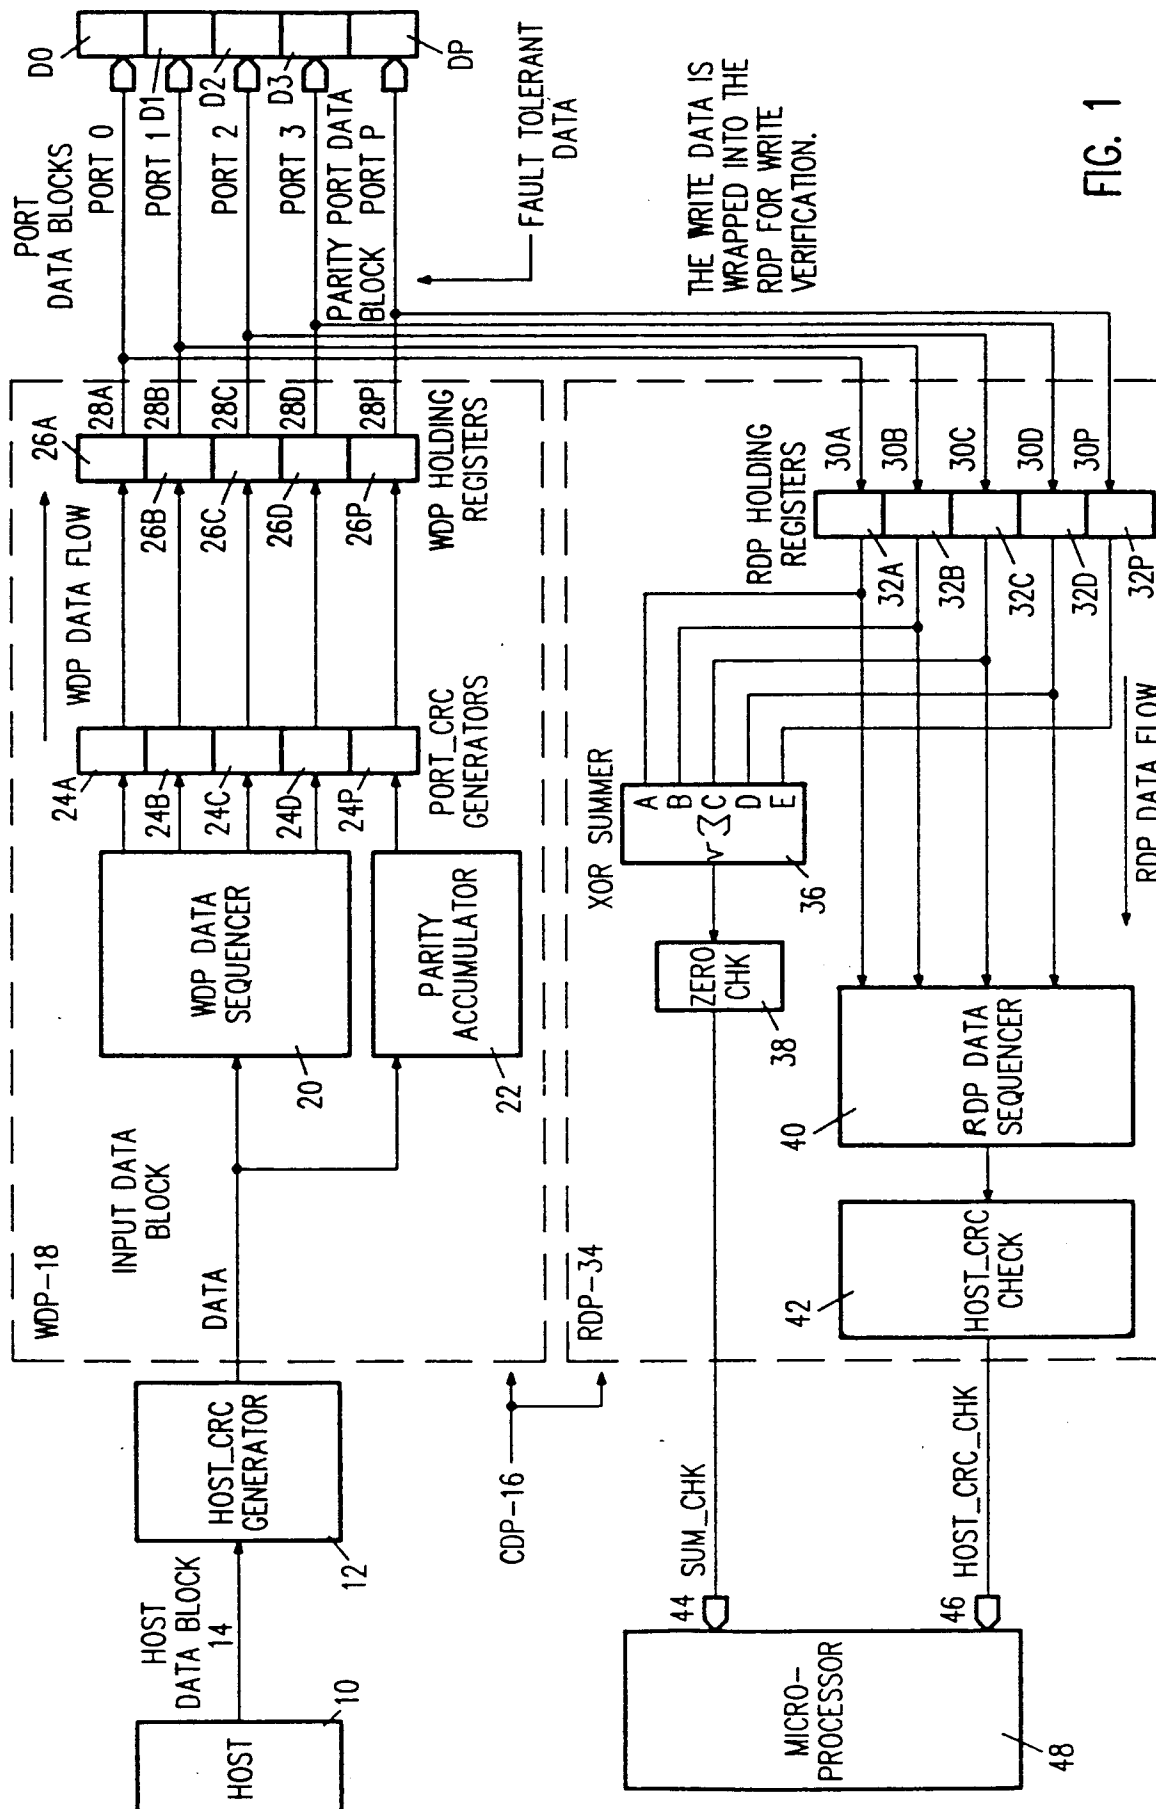 HOST
10
HOST
DATA BLOCK
14
HOST_CRC
GENERATOR
12
WDP-18
DATA
INPUT DATA
BLOCK
WDP DATA
SEQUENCER
20
PARITY
ACCUMULATOR
22
WDP DATA FLOW
24A
24B
24C
24D
24P
PORT_CRC
GENERATORS
26A
26B
26C
26D
26P
WDP HOLDING
REGISTERS
28A
28B
28C
28D
28P
PORT
DATA BLOCKS
PORT 0
PORT 1
PORT 2
PORT 3
PARITY PORT DATA
BLOCK PORT P
D0
D1
D2
D3
DP
FAULT TOLERANT
DATA
THE WRITE DATA IS
WRAPPED INTO THE
RDP FOR WRITE
VERIFICATION.
CDP-16
RDP-34
RDP HOLDING
REGISTERS
30A
30B
30C
30D
30P
32A
32B
32C
32D
32P
XOR SUMMER
A
B
C
D
E
V Σ
36
ZERO
CHK
38
RDP DATA FLOW
RDP DATA
SEQUENCER
40
HOST_CRC
CHECK
42
SUM_CHK
44
HOST_CRC_CHK
46
MICRO-
PROCESSOR
48
FIG. 1